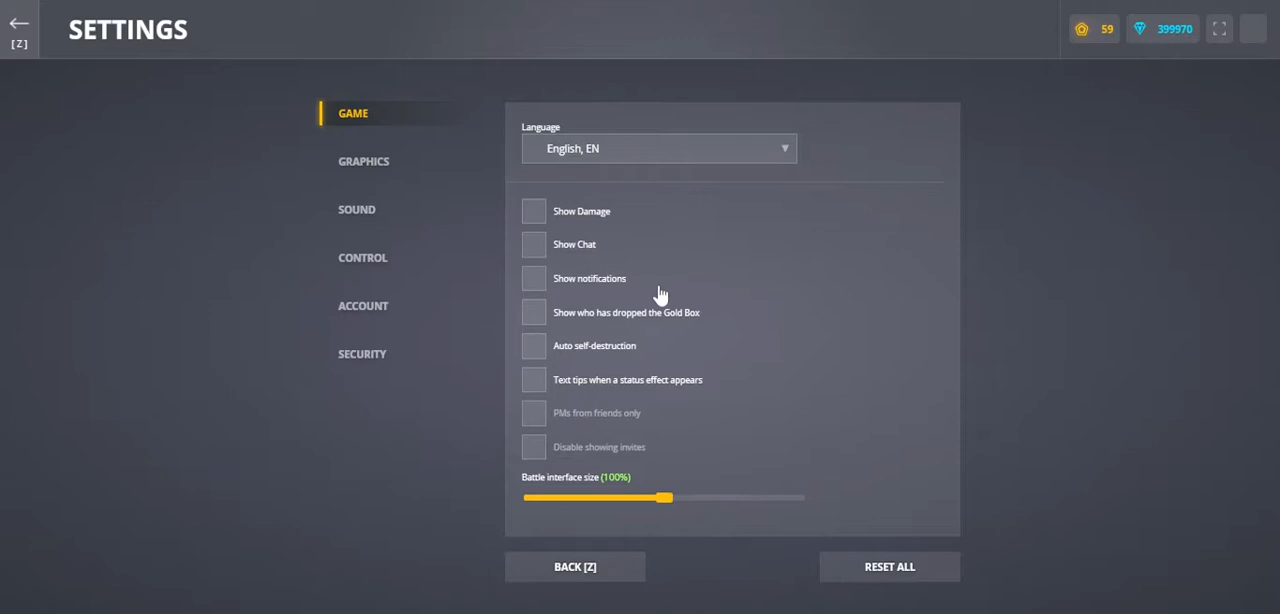 [Z]
SETTINGS
59
399970
GAME
GRAPHICS
SOUND
CONTROL
ACCOUNT
SECURITY
Language
English, EN
Show Damage
Show Chat
Show notifications
Show who has dropped the Gold Box
Auto self-destruction
Text tips when a status effect appears
PMs from friends only
Disable showing invites
Battle interface size (100%)
BACK [Z]
RESET ALL